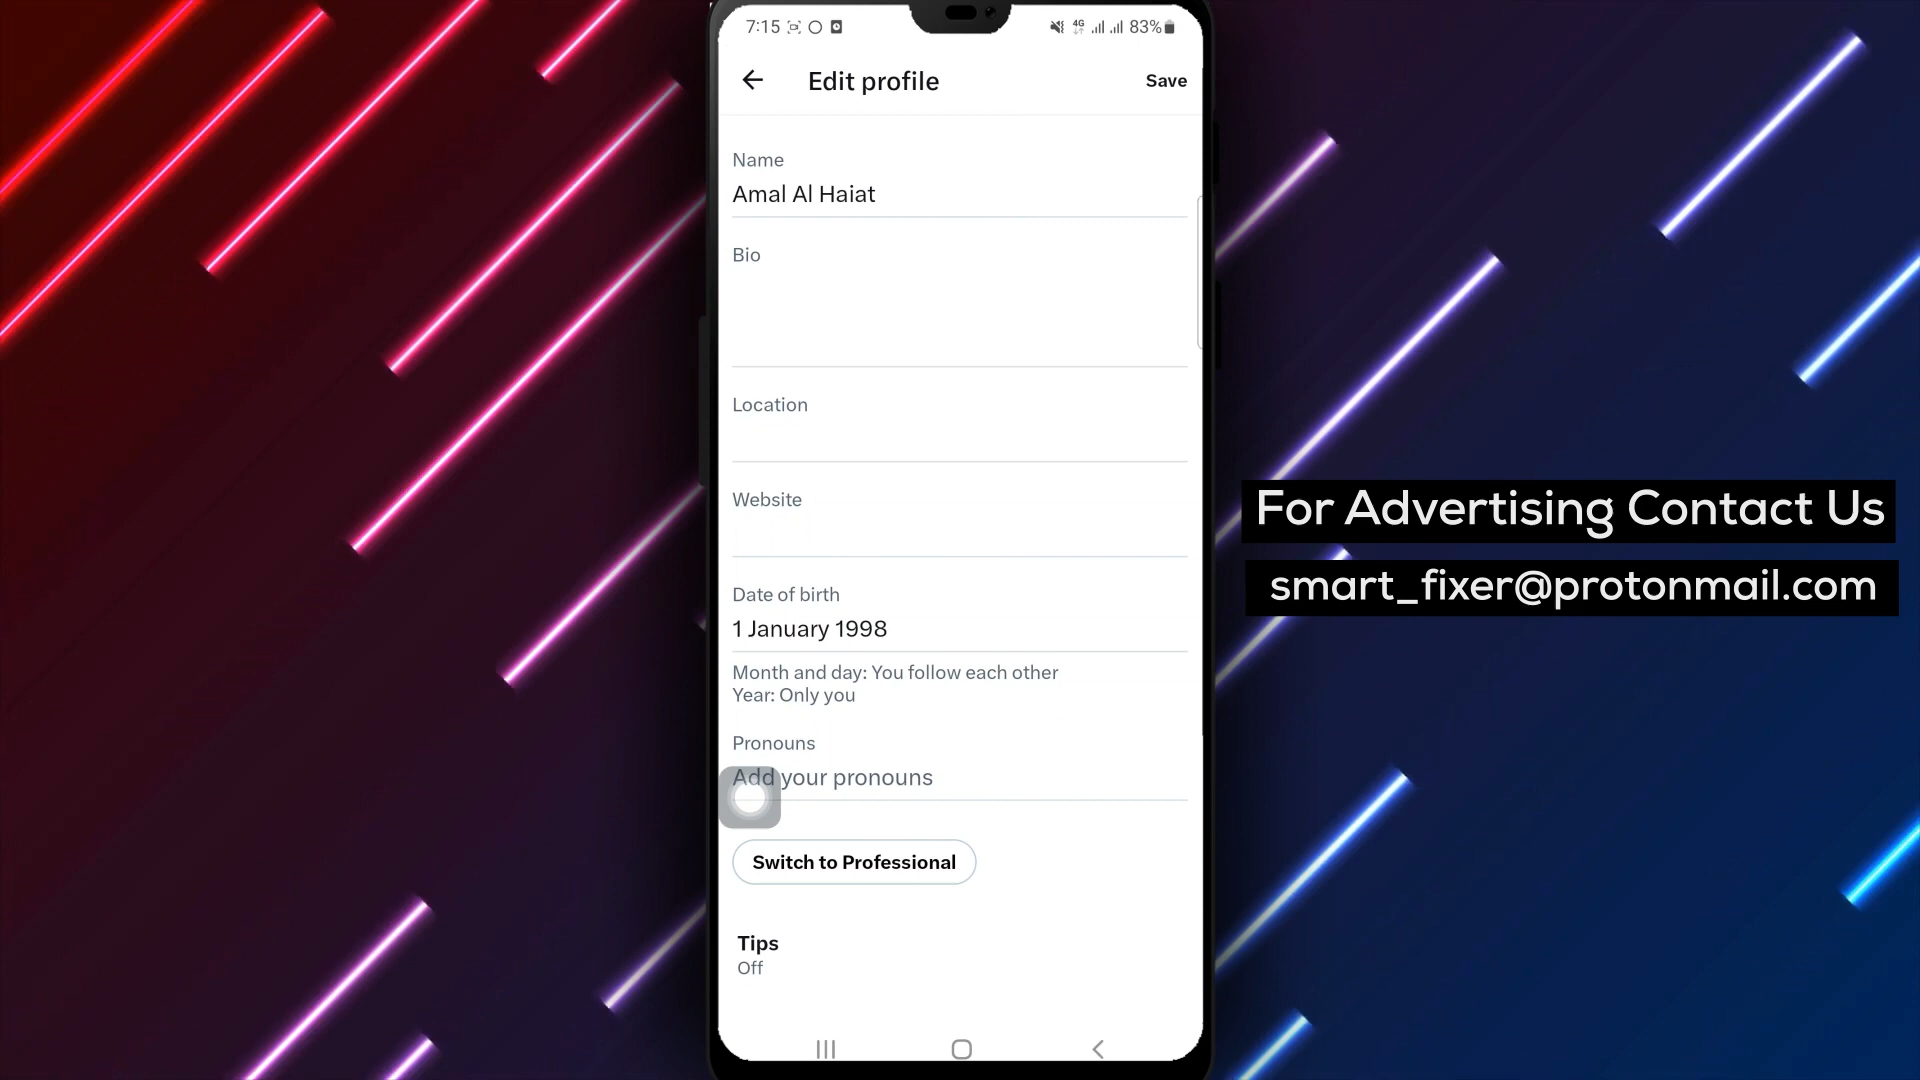 7:15
4G
83%
Edit profile
Save
Name
Amal Al Haiat
Bio
Location
Website
Date of birth
1 January 1998
Month and day: You follow each other
Year: Only you
Pronouns
Add your pronouns
Switch to Professional
Tips
Off
For Advertising Contact Us
smart_fixer@protonmail.com